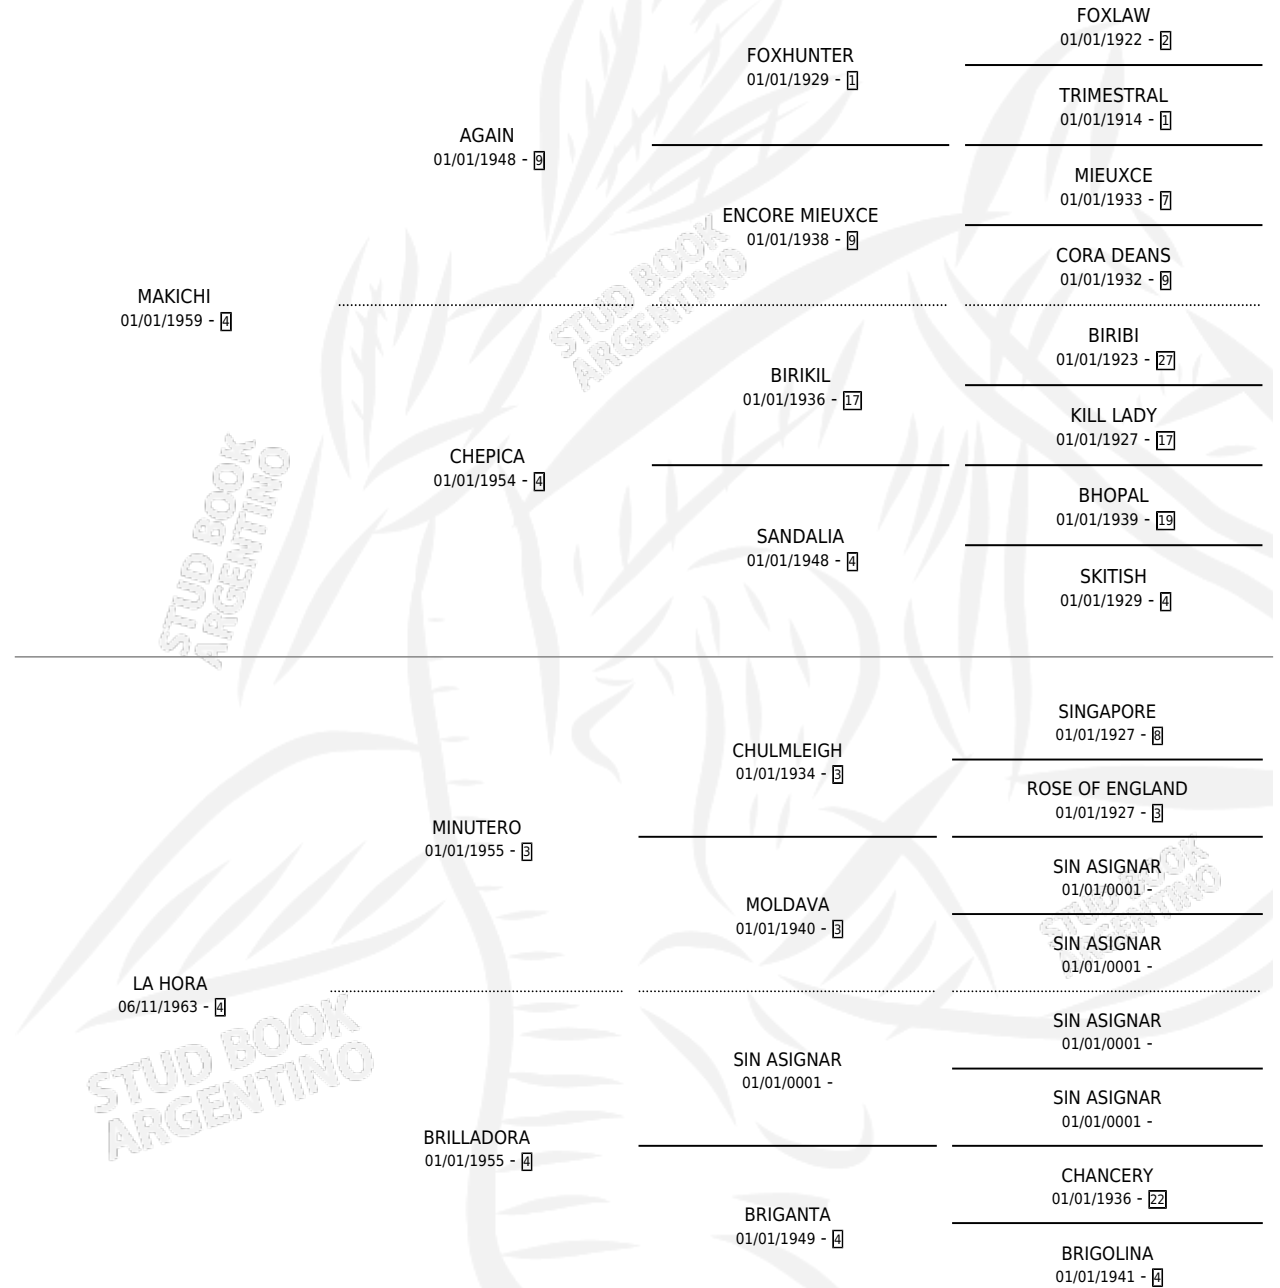 FOXLAW
01/01/1922 - 2
FOXHUNTER
01/01/1929 - 1
TRIMESTRAL
01/01/1914 - 1
AGAIN
01/01/1948 - 9
MIEUXCE
01/01/1933 - 7
ENCORE MIEUXCE
01/01/1938 - 9
CORA DEANS
01/01/1932 - 9
MAKICHI
01/01/1959 - 4
BIRIBI
01/01/1923 - 27
BIRIKIL
01/01/1936 - 17
KILL LADY
01/01/1927 - 17
CHEPICA
01/01/1954 - 4
BHOPAL
01/01/1939 - 19
SANDALIA
01/01/1948 - 4
SKITISH
01/01/1929 - 4
SINGAPORE
01/01/1927 - 8
CHULMLEIGH
01/01/1934 - 3
ROSE OF ENGLAND
01/01/1927 - 3
MINUTERO
01/01/1955 - 3
SIN ASIGNAR
01/01/0001 -
MOLDAVA
01/01/1940 - 3
SIN ASIGNAR
01/01/0001 -
LA HORA
06/11/1963 - 4
SIN ASIGNAR
01/01/0001 -
SIN ASIGNAR
01/01/0001 -
SIN ASIGNAR
01/01/0001 -
BRILLADORA
01/01/1955 - 4
CHANCERY
01/01/1936 - 22
BRIGANTA
01/01/1949 - 4
BRIGOLINA
01/01/1941 - 4
STUD BOOK
ARGENTINO
STUD BOOK
ARGENTINO
STUD BOOK
ARGENTINO
STUD BOOK
ARGENTINO